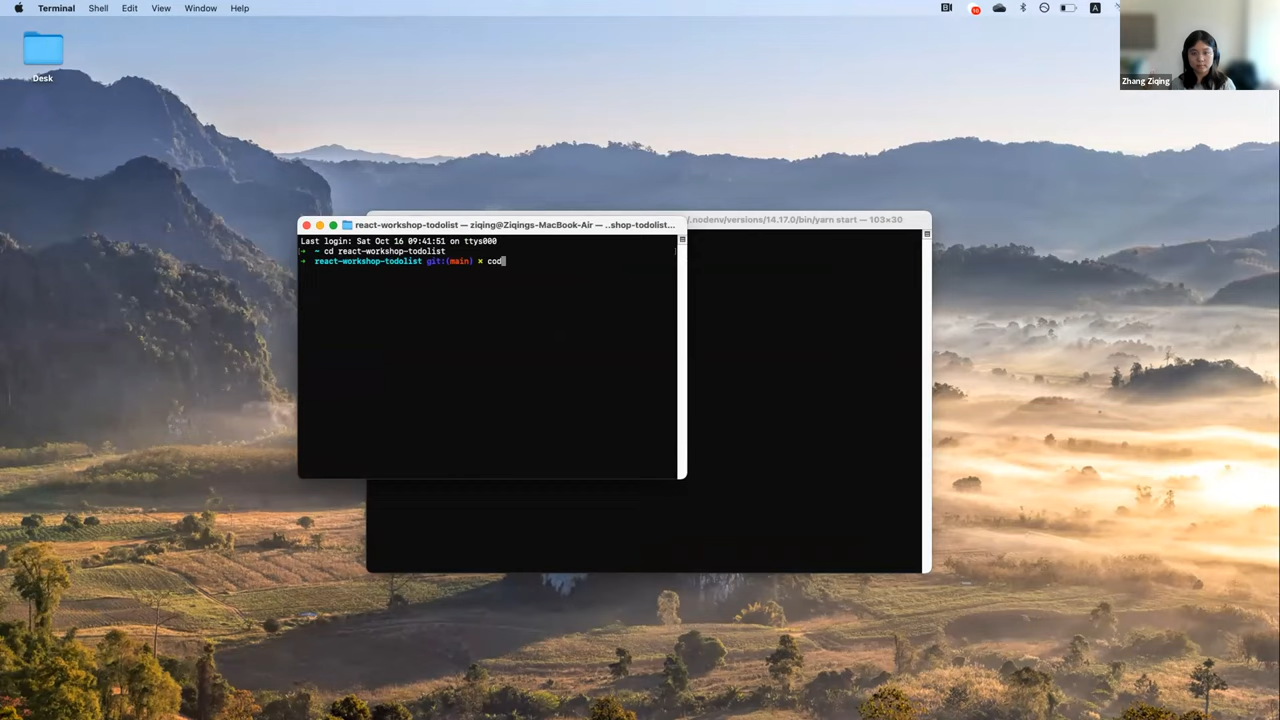 Terminal Shell Edit View Window Help
A
Desk
Zhang Ziqing
react-workshop-todolist — ziqing@Ziqings-MacBook-Air — ..shop-todolist...
/.nodenv/versions/14.17.0/bin/yarn start — 103×30
Last login: Sat Oct 16 09:41:51 on ttys000
➜ ~ cd react-workshop-todolist
➜ react-workshop-todolist git:(main) ✗ cod